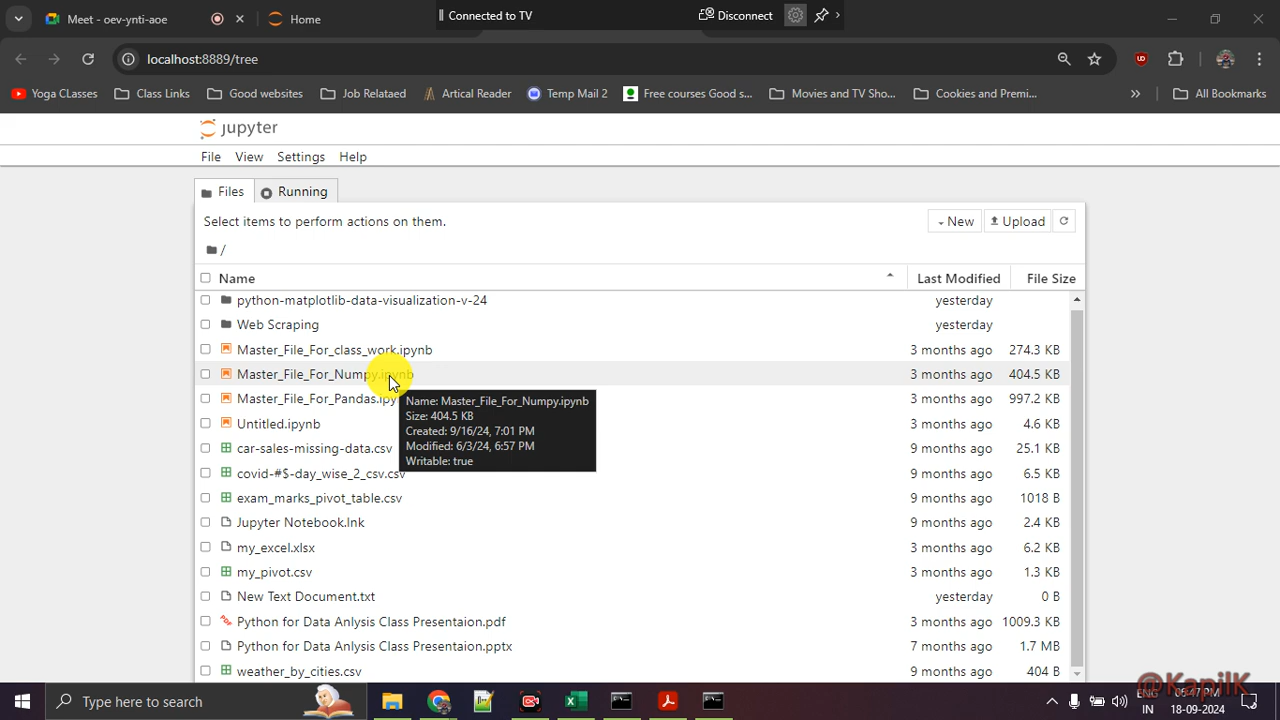 Meet - oev-ynti-aoe
Home
Connected to TV
Disconnect
localhost:8889/tree
UD
Yoga CLasses
Class Links
Good websites
Job Relataed
Artical Reader
Temp Mail 2
Free courses Good s...
Movies and TV Sho...
Cookies and Premi...
All Bookmarks
jupyter
File
View
Settings
Help
Files
Running
Select items to perform actions on them.
New
Upload
/
Name
Last Modified
File Size
python-matplotlib-data-visualization-v-24 yesterday
Web Scraping yesterday
Master_File_For_class_work.ipynb 3 months ago 274.3 KB
Master_File_For_Numpy.ipynb 3 months ago 404.5 KB
Master_File_For_Pandas.ipy 3 months ago 997.2 KB
Name: Master_File_For_Numpy.ipynb
Size: 404.5 KB
Created: 9/16/24, 7:01 PM
Modified: 6/3/24, 6:57 PM
Writable: true
Untitled.ipynb 3 months ago 4.6 KB
car-sales-missing-data.csv 9 months ago 25.1 KB
covid-#$-day_wise_2_csv.csv 9 months ago 6.5 KB
exam_marks_pivot_table.csv 9 months ago 1018 B
Jupyter Notebook.lnk 9 months ago 2.4 KB
my_excel.xlsx 3 months ago 6.2 KB
my_pivot.csv 3 months ago 1.3 KB
New Text Document.txt yesterday 0 B
Python for Data Anlysis Class Presentaion.pdf 3 months ago 1009.3 KB
Python for Data Anlysis Class Presentaion.pptx 7 months ago 1.7 MB
weather_by_cities.csv 9 months ago 404 B
@KapilK
Type here to search
ENG
IN
05:47 PM
18-09-2024